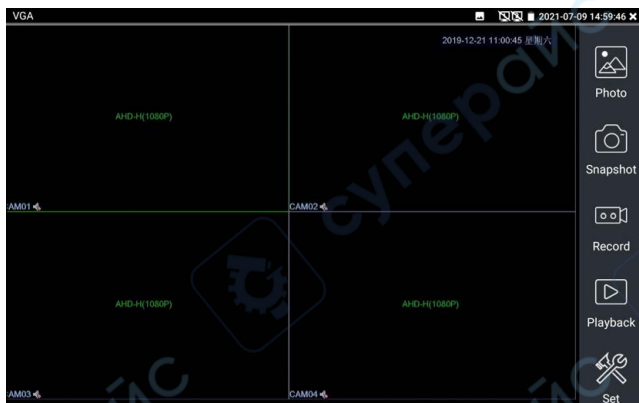 VGA
2021-07-09 14:59:46
2019-12-21 11:00:45 星期六
AHD-H(1080P)
AHD-H(1080P)
CAM01
CAM02
AHD-H(1080P)
AHD-H(1080P)
CAM03
CAM04
Photo
Snapshot
Record
Playback
Set
суперайс